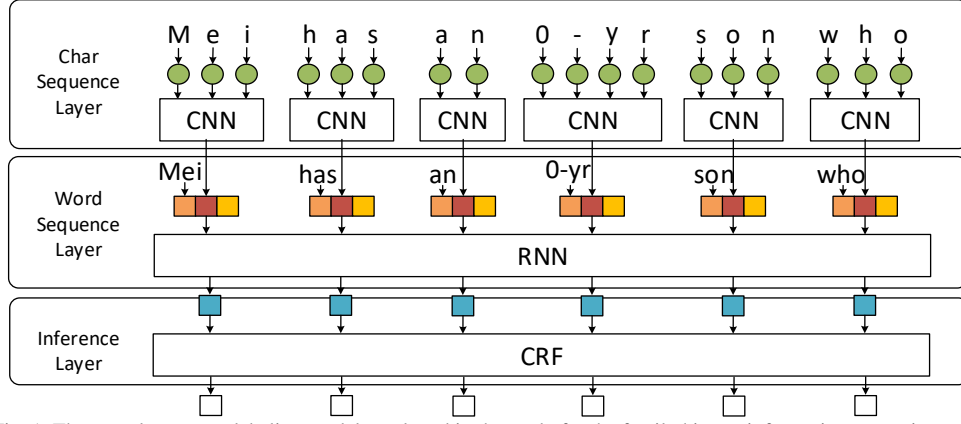 M e i h a s a n 0 - y r s o n w h o
Char
Sequence
Layer
CNN CNN CNN CNN CNN CNN
Mei has an 0-yr son who
Word
Sequence
Layer
RNN
Inference
Layer
CRF